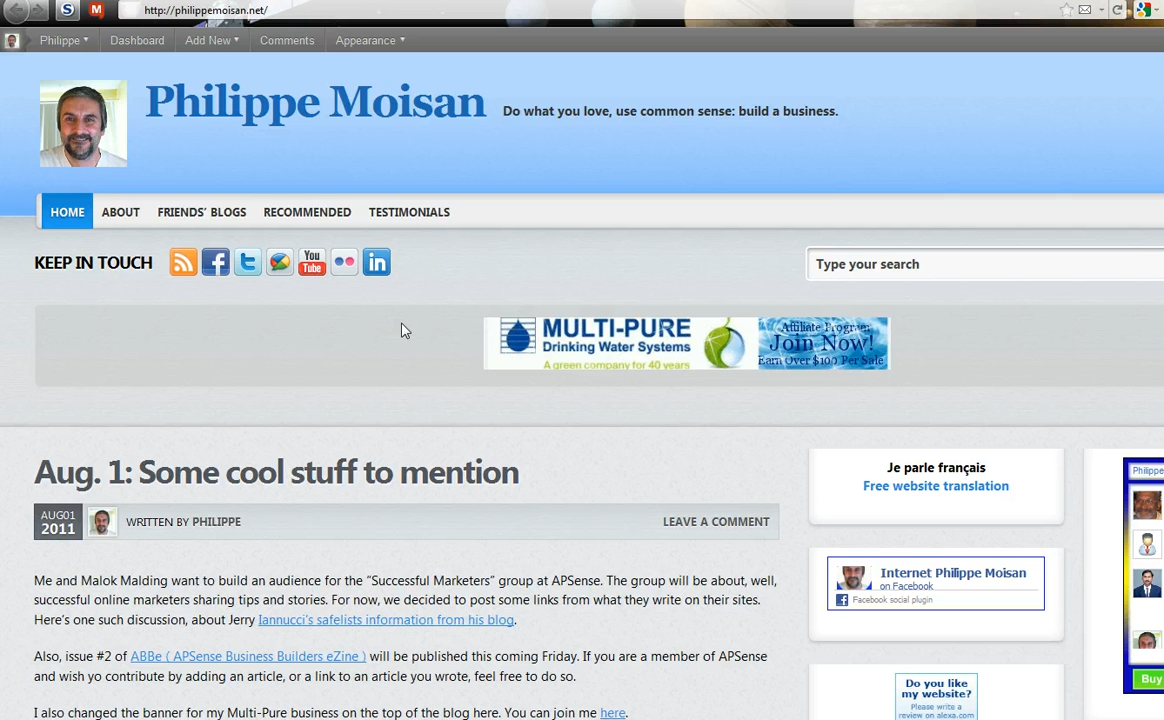 http://philippemoisan.net/
Philippe Dashboard Add New Comments Appearance
Philippe Moisan Do what you love, use common sense: build a business.
HOME ABOUT FRIENDS´ BLOGS RECOMMENDED TESTIMONIALS
KEEP IN TOUCH You Tube in Type your search
MULTI-PURE
Drinking Water Systems
A green company for 40 years
Affiliate Program
Join Now!
Earn Over $100 Per Sale
Aug. 1: Some cool stuff to mention
AUG01
2011
WRITTEN BY PHILIPPE LEAVE A COMMENT
Me and Malok Malding want to build an audience for the “Successful Marketers” group at APSense. The group will be about, well,
successful online marketers sharing tips and stories. For now, we decided to post some links from what they write on their sites.
Here’s one such discussion, about Jerry Iannucci’s safelists information from his blog.
Also, issue #2 of ABBe ( APSense Business Builders eZine ) will be published this coming Friday. If you are a member of APSense
and wish yo contribute by adding an article, or a link to an article you wrote, feel free to do so.
I also changed the banner for my Multi-Pure business on the top of the blog here. You can join me here.
Je parle français
Free website translation
Internet Philippe Moisan
on Facebook
Facebook social plugin
Do you like
my website?
Please write a
review on alexa.com
Philippe
Buy